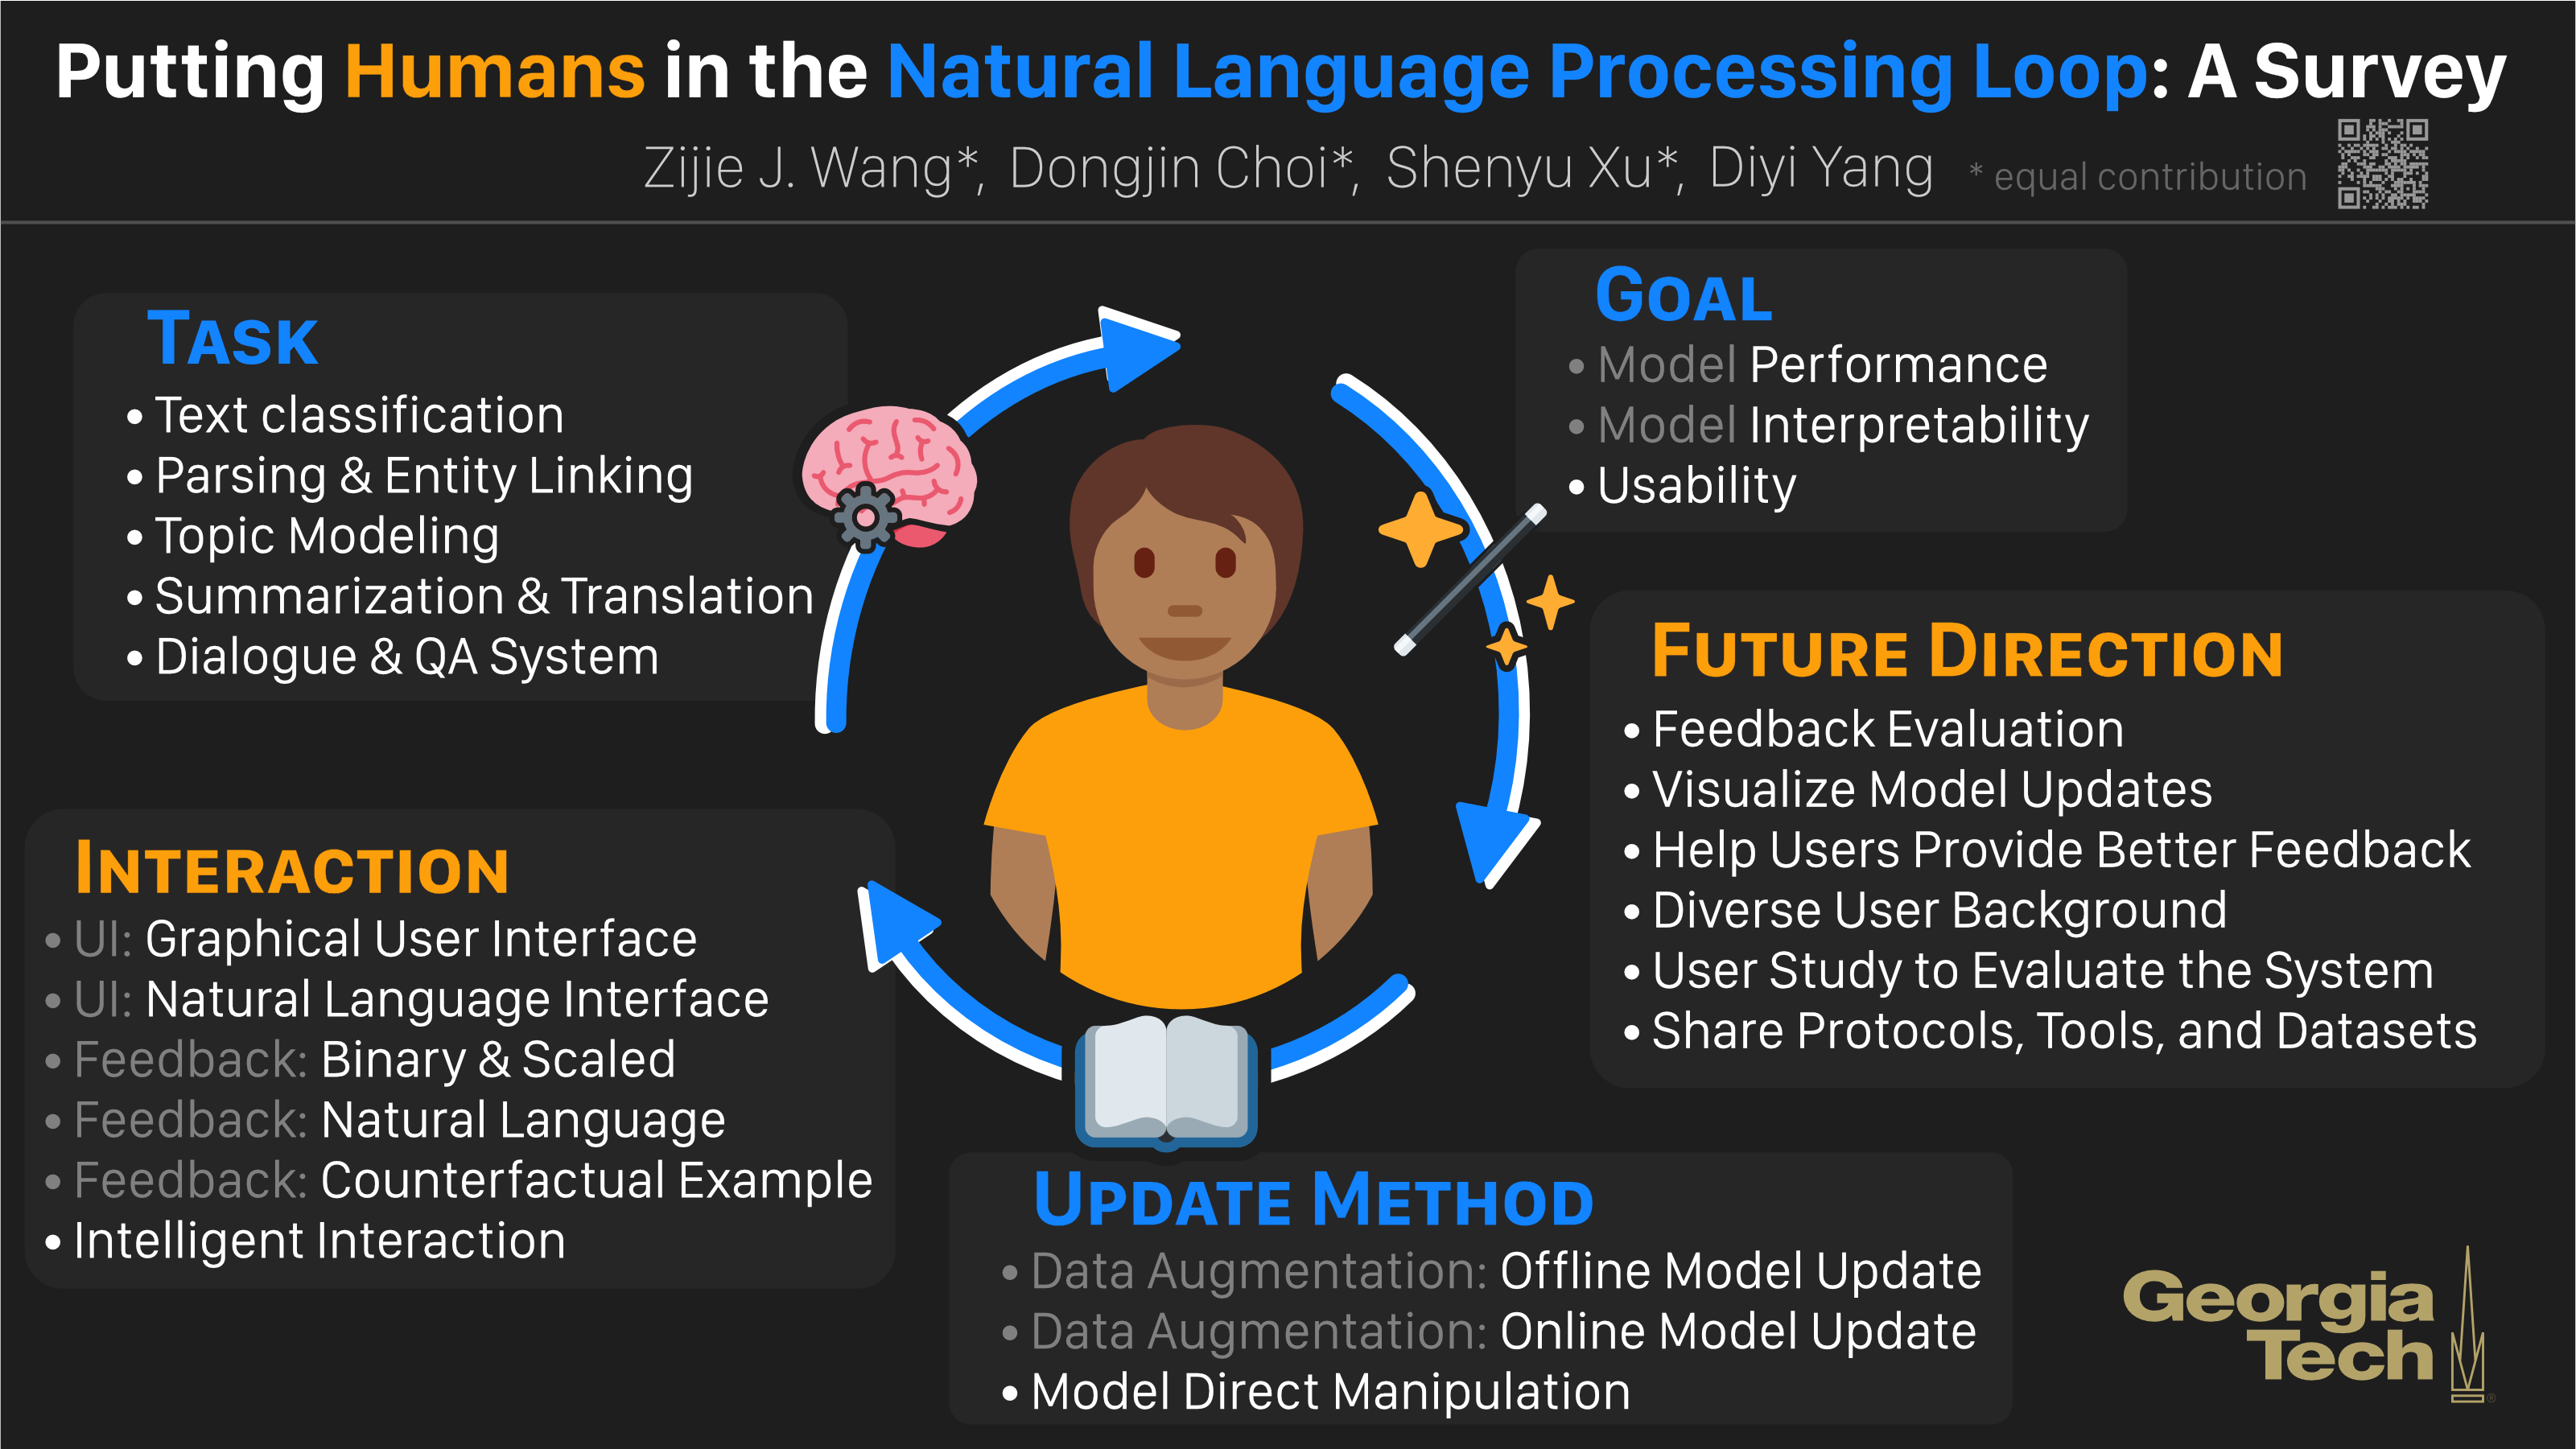 Putting Humans in the Natural Language Processing Loop: A Survey
Zijie J. Wang*, Dongjin Choi*, Shenyu Xu*, Diyi Yang * equal contribution
TASK
• Text classification
• Parsing & Entity Linking
• Topic Modeling
• Summarization & Translation
• Dialogue & QA System
GOAL
• Model Performance
• Model Interpretability
• Usability
FUTURE DIRECTION
• Feedback Evaluation
• Visualize Model Updates
• Help Users Provide Better Feedback
• Diverse User Background
• User Study to Evaluate the System
• Share Protocols, Tools, and Datasets
INTERACTION
• UI: Graphical User Interface
• UI: Natural Language Interface
• Feedback: Binary & Scaled
• Feedback: Natural Language
• Feedback: Counterfactual Example
• Intelligent Interaction
UPDATE METHOD
• Data Augmentation: Offline Model Update
• Data Augmentation: Online Model Update
• Model Direct Manipulation
Georgia
Tech
®